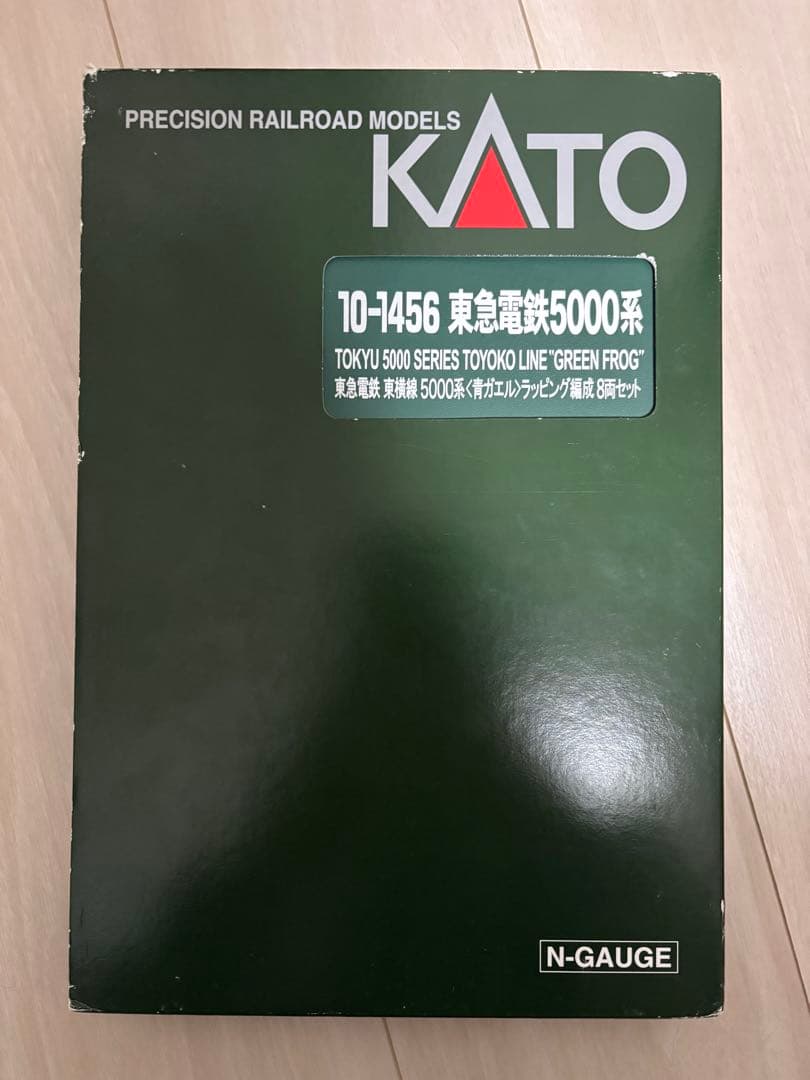 PRECISION RAILROAD MODELS
KATO
10-1456 東急電鉄5000系
TOKYU 5000 SERIES TOYOKO LINE "GREEN FROG"
東急電鉄 東横線 5000系〈青ガエル〉ラッピング編成 8両セット
N-GAUGE